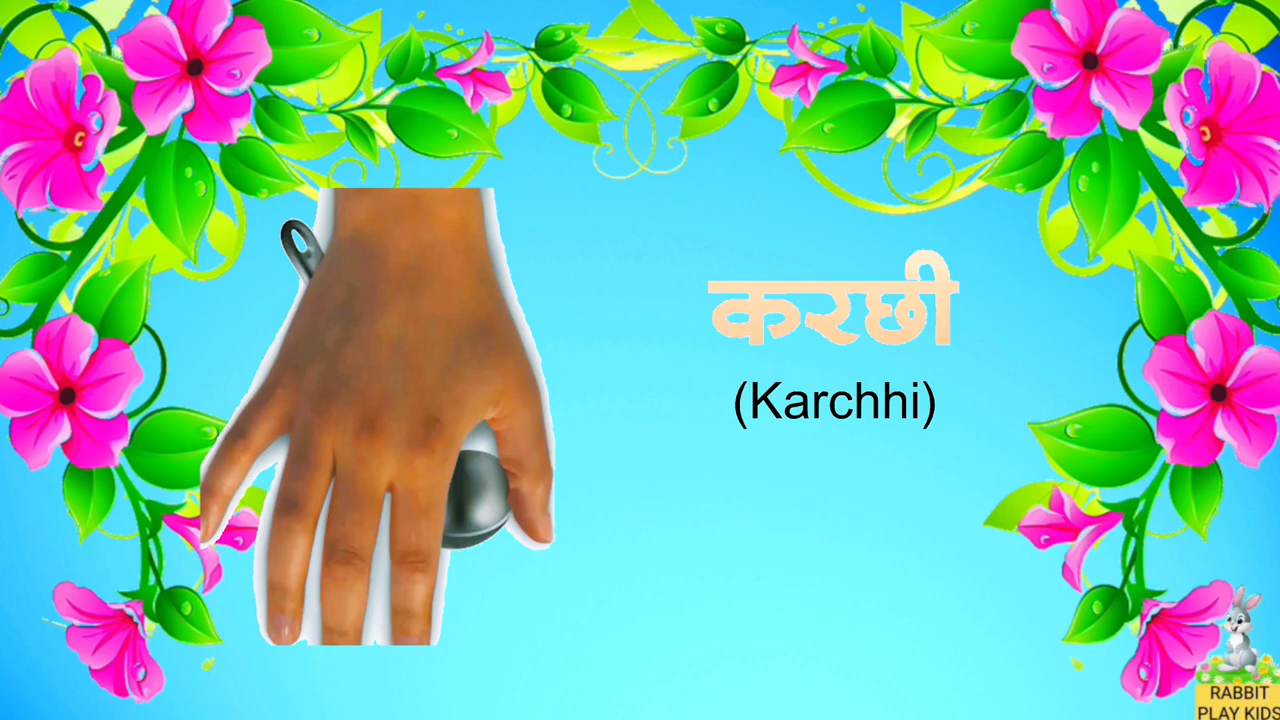 करछी
(Karchhi)
RABBIT
PLAY KIDS